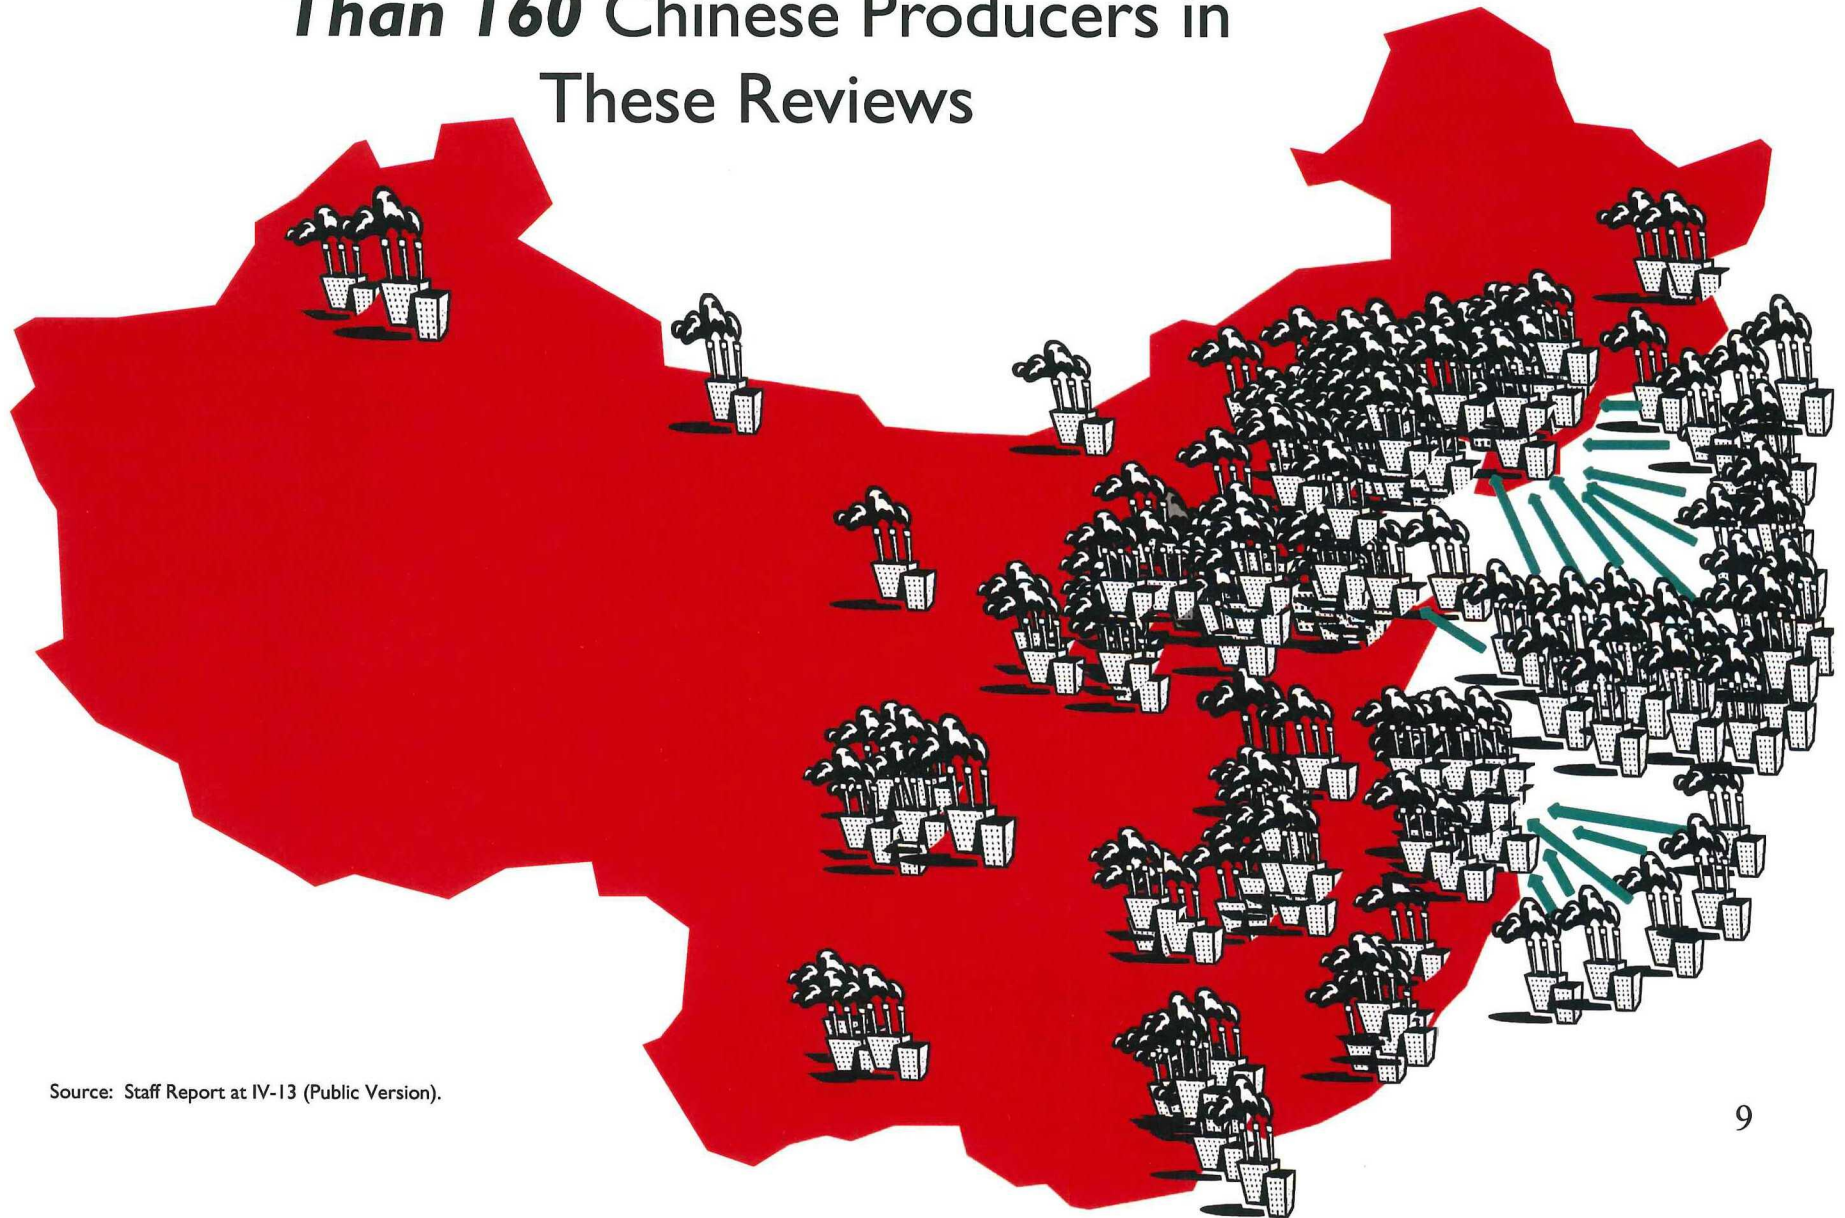 Than 160 Chinese Producers in
These Reviews
Source: Staff Report at IV-13 (Public Version).
9